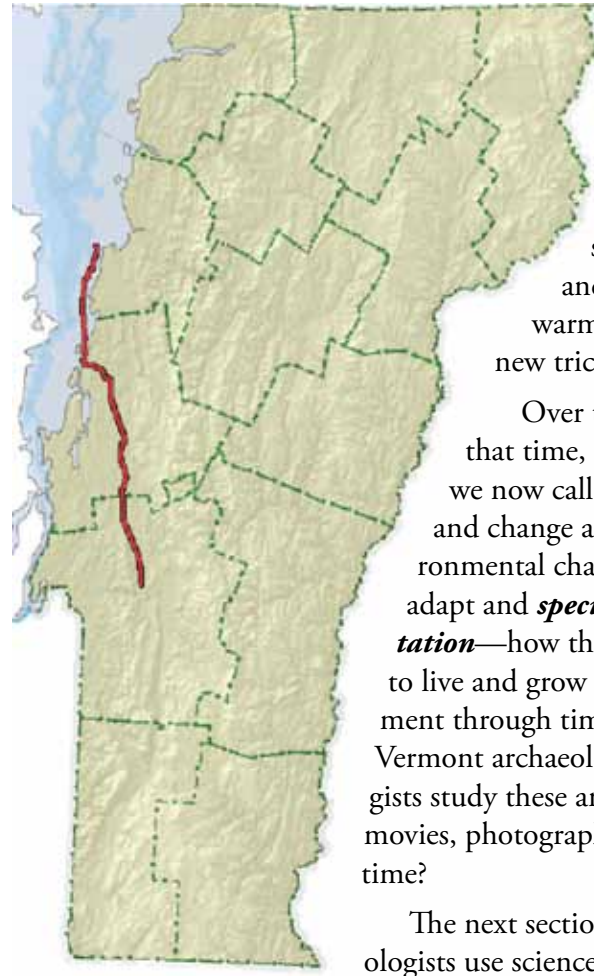 and
warm
new tric
Over
that time,
we now call
and change a
ronmental cha
adapt and speci
tation—how th
to live and grow
ment through tim
Vermont archaeol
gists study these ar
movies, photograp
time?
The next sectio
ologists use science